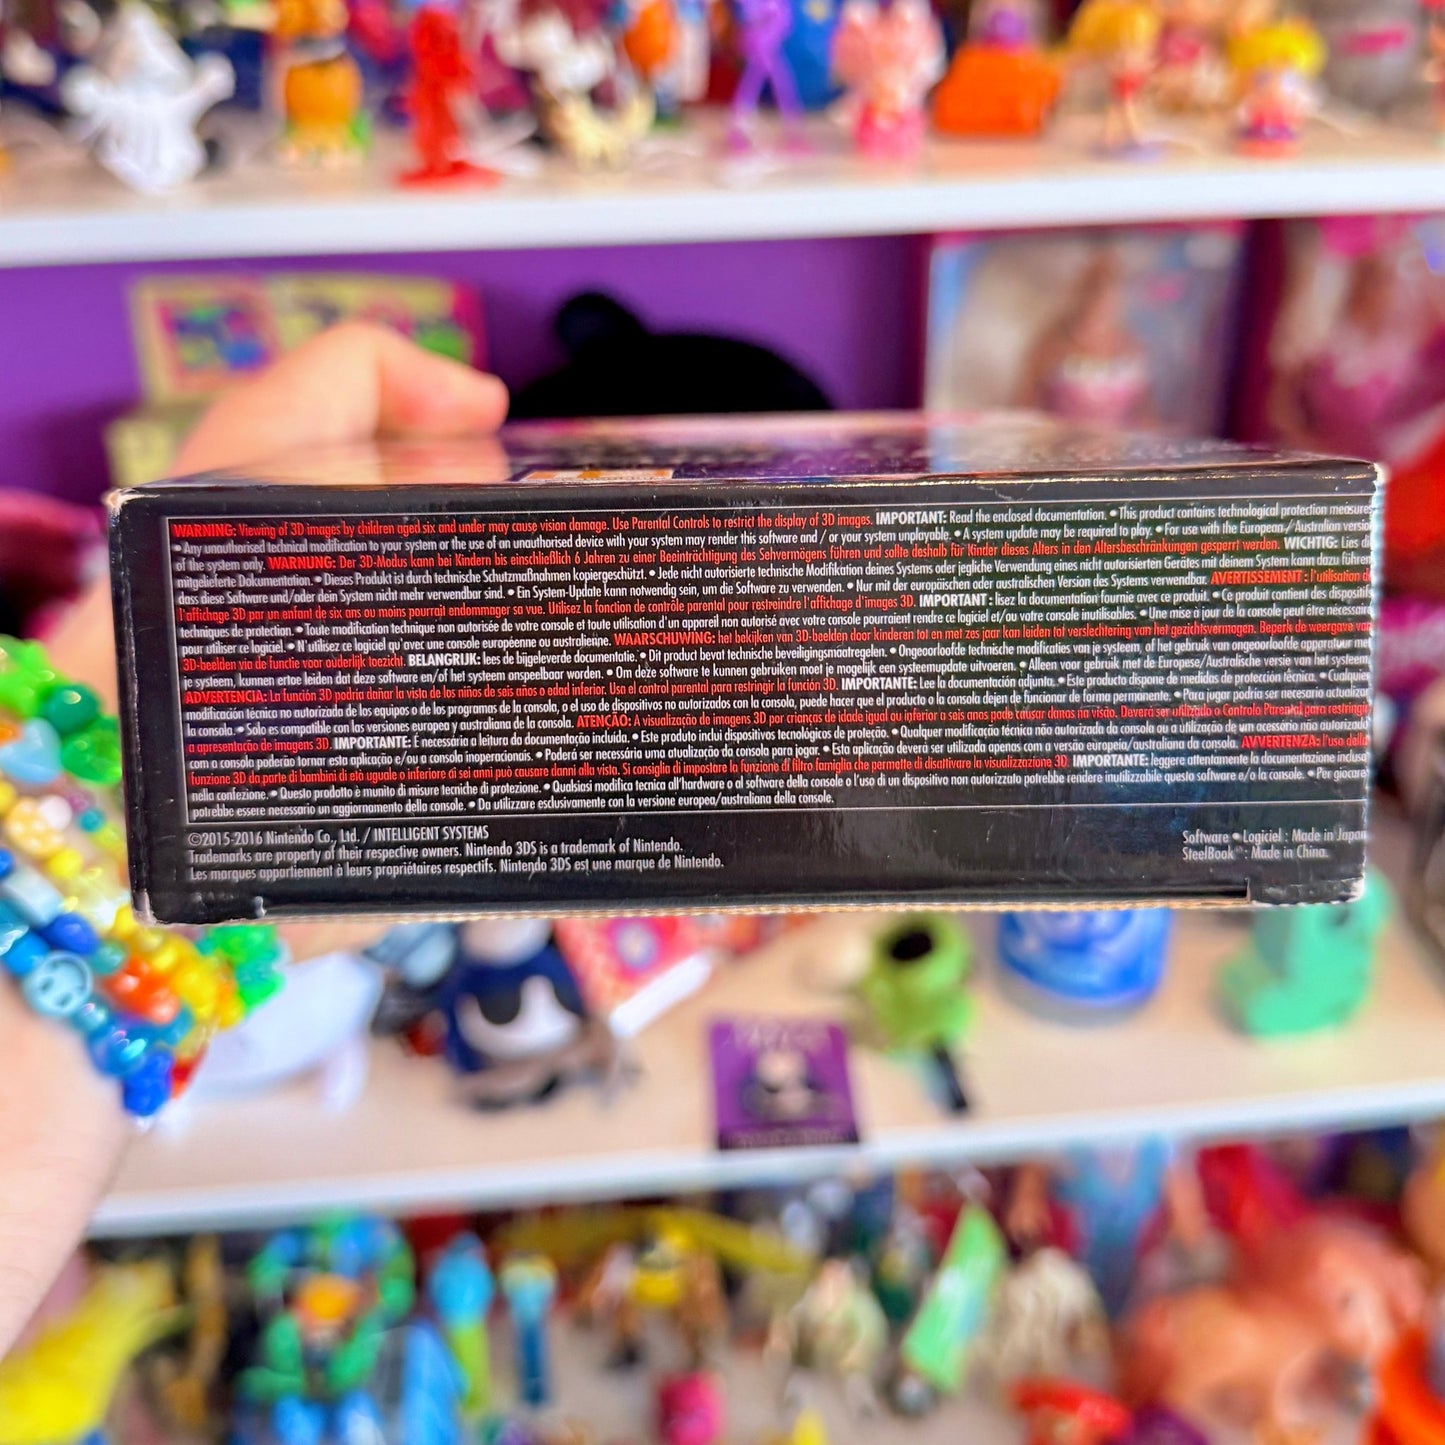 WARNING: Viewing of 3D images by children aged six and under may cause vision damage. Use Parental Controls to restrict the display of 3D images. IMPORTANT: Read the enclosed documentation. • This product contains technological protection measures
• Any unauthorised technical modification to your system or the use of an unauthorised device with your system may render this software and / or your system unplayable. • A system update may be required to play. • For use with the European / Australian version
of the system only. WARNUNG: Der 3D-Modus kann bei Kindern bis einschließlich 6 Jahren zu einer Beeinträchtigung des Sehvermögens führen und sollte deshalb für Kinder dieses Alters in den Altersbeschränkungen gesperrt werden. WICHTIG: Lies
mitgelieferte Dokumentation. • Dieses Produkt ist durch technische Schutzmaßnahmen kopiergeschützt. • Jede nicht autorisierte technische Modifikation deines Systems oder jegliche Verwendung eines nicht autorisierten Gerätes mit deinem System kann dazu führen
dass diese Software und/oder dein System nicht mehr verwendbar sind. • Ein System-Update kann notwendig sein, um die Software zu verwenden. • Nur mit der europäischen oder australischen Version des Systems verwendbar. AVERTISSEMENT : l'utilisation
l'affichage 3D par un enfant de six ans ou moins pourrait endommager sa vue. Utilisez la fonction de contrôle parental pour restreindre l'affichage d'images 3D. IMPORTANT : lisez la documentation fournie avec ce produit. • Ce produit contient des dispositifs
techniques de protection. • Toute modification technique non autorisée de votre console et toute utilisation d'un appareil non autorisé avec votre console pourraient rendre ce logiciel et/ou votre console inutilisables. • Une mise à jour de la console peut être nécessaire
pour utiliser ce logiciel. • N'utilisez ce logiciel qu'avec une console européenne ou australienne. WAARSCHUWING: het bekijken van 3D-beelden door kinderen tot en met zes jaar kan leiden tot verslechtering van het gezichtsvermogen. Beperk de weergave van
3D-beelden via de functie voor ouderlijk toezicht. BELANGRIJK: lees de bijgeleverde documentatie. • Dit product bevat technische beveiligingsmaatregelen. • Ongeoorloofde technische modificaties van je systeem of het gebruik van ongeoorloofde apparatuur
je systeem, kunnen ertoe leiden dat deze software en/of het systeem onspeelbaar worden. • Om deze software te kunnen gebruiken moet je mogelijk een systeemupdate uitvoeren. • Alleen voor gebruik met de Europese/Australische versie van het systeem
ADVERTENCIA: La función 3D podría dañar la vista de los niños de seis años o edad inferior. Usa el control parental para restringir la función 3D. IMPORTANTE: Lee la documentación adjunta. • Este producto dispone de medidas de protección técnica. • Cualquier
modificación técnica no autorizada de los equipos o de los programas de la consola, o el uso de dispositivos no autorizados con la consola, puede hacer que el producto o la consola dejen de funcionar de forma permanente. • Para jugar podría ser necesario actualizar
la consola. • Solo es compatible con las versiones europea y australiana de la consola. ATENÇÃO: A visualização de imagens 3D por crianças de idade igual ou inferior a seis anos pode causar danos na visão. Deverá ser utilizado o Controlo Parental para restringir
a apresentação de imagens 3D. IMPORTANTE: É necessária a leitura da documentação incluída. • Este produto inclui dispositivos tecnológicos de proteção. • Qualquer modificação técnica não autorizada da consola ou a utilização de um acessório não autorizado
com a consola poderão tornar esta aplicação e/ou a consola inoperacionais. • Poderá ser necessária uma atualização da consola para jogar. • Esta aplicação deverá ser utilizada apenas com a versão europeia/australiana da consola. AVVERTENZA: l'uso della
funzione 3D da parte di bambini di età uguale o inferiore ai sei anni può causare danni alla vista. Si consiglia di impostare la funzione di filtro famiglia che permette di disattivare la visualizzazione 3D. IMPORTANTE: leggere attentamente la documentazione inclusa
nella confezione. • Questo prodotto è munito di misure tecniche di protezione. • Qualsiasi modifica tecnica all'hardware o al software della console o l'uso di un dispositivo non autorizzato potrebbe rendere inutilizzabile questo software e/o la console. • Per giocare
potrebbe essere necessario un aggiornamento della console. • Da utilizzare esclusivamente con la versione europea/australiana della console.
©2015-2016 Nintendo Co., Ltd. / INTELLIGENT SYSTEMS
Trademarks are property of their respective owners. Nintendo 3DS is a trademark of Nintendo.
Les marques appartiennent à leurs propriétaires respectifs. Nintendo 3DS est une marque de Nintendo.
Software • Logiciel : Made in Japan
SteelBook™ : Made in China.